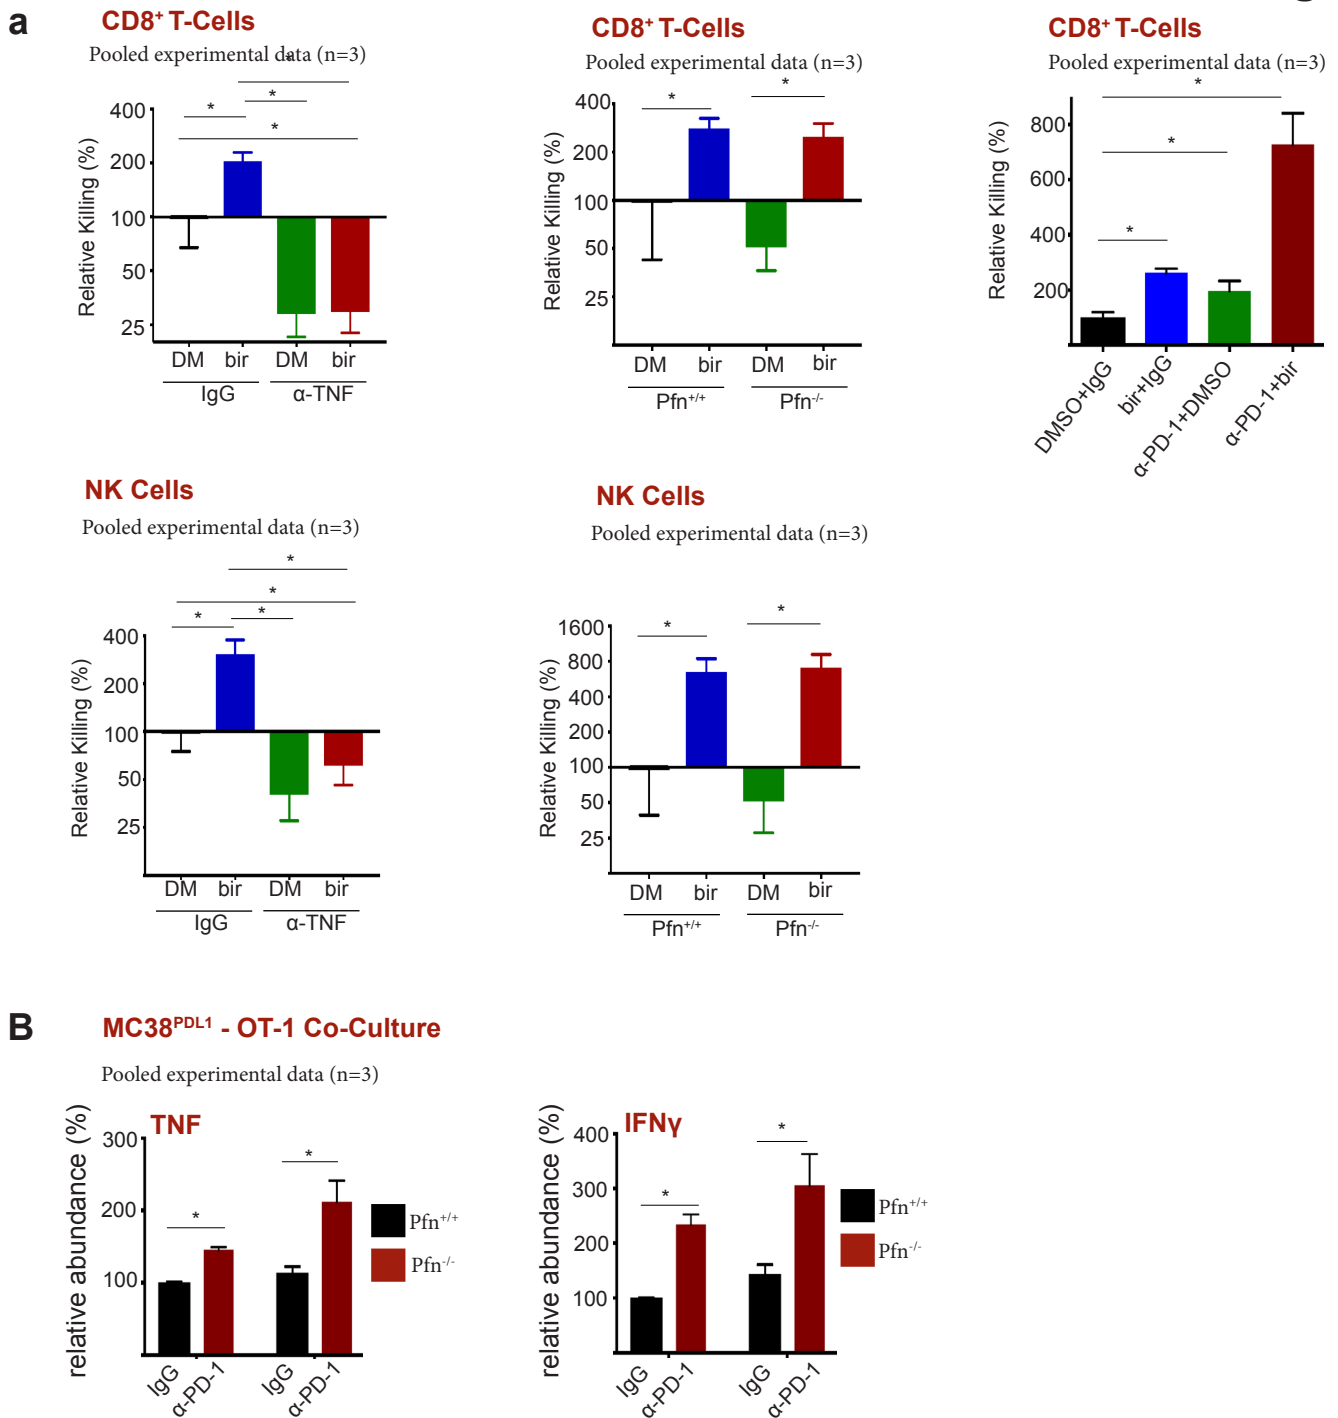 a
CD8⁺ T-Cells
Pooled experimental data (n=3)
*
*
*
*
Relative Killing (%)
400
200
100
50
25
DM bir DM bir
IgG α-TNF
CD8⁺ T-Cells
Pooled experimental data (n=3)
* *
Relative Killing (%)
400
200
100
50
25
DM bir DM bir
Pfn⁺/⁺ Pfn⁻/⁻
CD8⁺ T-Cells
Pooled experimental data (n=3)
*
*
*
Relative Killing (%)
800
600
400
200
DMSO+IgG
bir+IgG
α-PD-1+DMSO
α-PD-1+bir
NK Cells
Pooled experimental data (n=3)
*
*
* *
Relative Killing (%)
400
200
100
50
25
DM bir DM bir
IgG α-TNF
NK Cells
Pooled experimental data (n=3)
* *
Relative Killing (%)
1600
800
400
200
100
50
25
DM bir DM bir
Pfn⁺/⁺ Pfn⁻/⁻
B
MC38ᴾᴰᴸ¹ - OT-1 Co-Culture
Pooled experimental data (n=3)
TNF
* *
relative abundance (%)
300
200
100
IgG
α-PD-1
IgG
α-PD-1
Pfn⁺/⁺
Pfn⁻/⁻
IFNγ
* *
relative abundance (%)
400
300
200
100
IgG
α-PD-1
IgG
α-PD-1
Pfn⁺/⁺
Pfn⁻/⁻